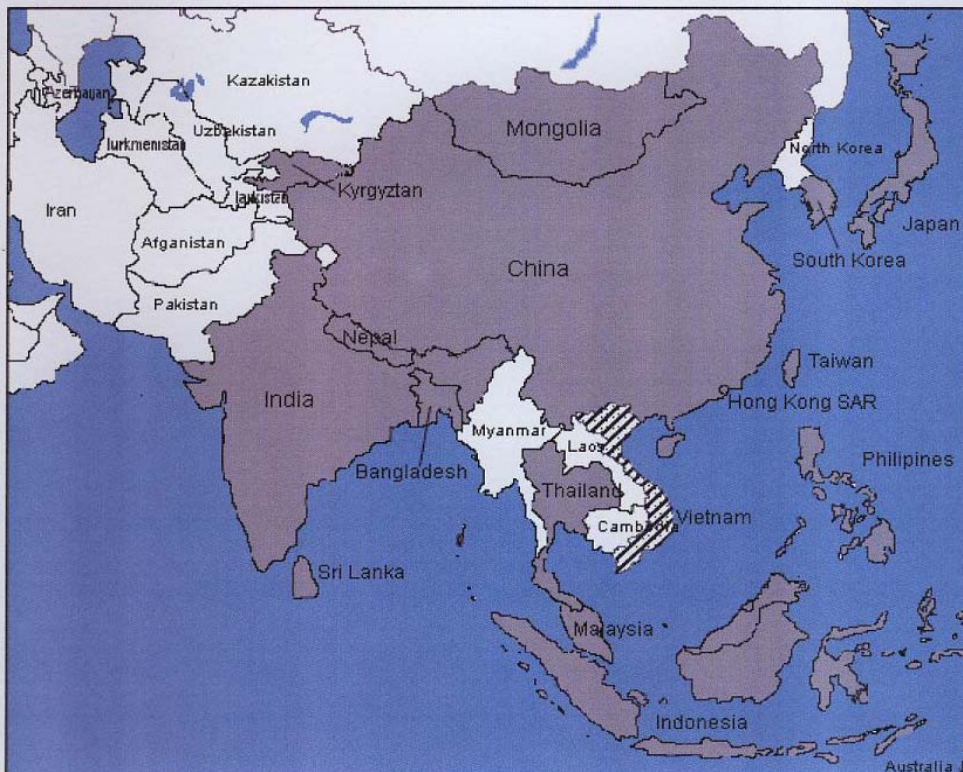 Kazakistan
Azerbaijan
Uzbekistan
Mongolia
Turkmenistan
North Korea
Kyrgyztan
Iran
Japan
Afganistan
South Korea
China
Pakistan
Nepal
Taiwan
India
Hong Kong SAR
Myanmar
Laos
Philipines
Bangladesh
Thailand
Vietnam
Cambodia
Sri Lanka
Malaysia
Indonesia
Australia